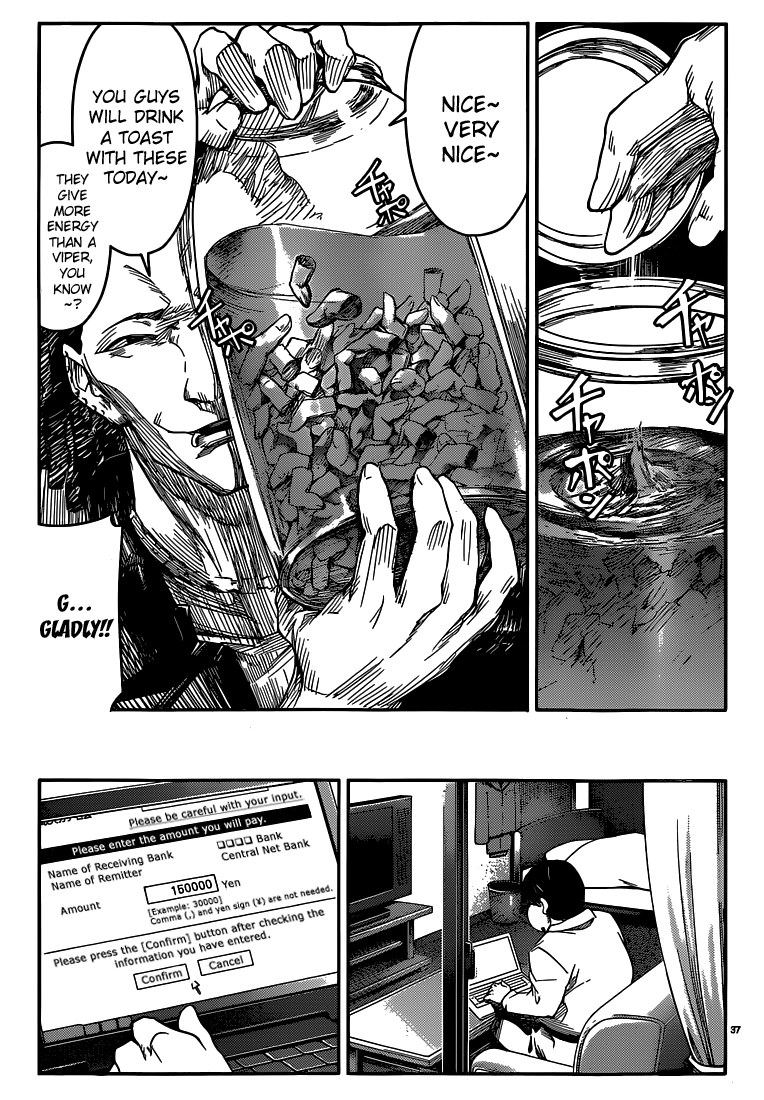 NICE~
VERY
NICE~
YOU GUYS
WILL DRINK
A TOAST
WITH THESE
TODAY~
THEY
GIVE
MORE
ENERGY
THAN A
VIPER,
YOU
KNOW
~?
G...
GLADLY!!
チャ
ポン
チャ
ポン
チャ
ポ
チャ
ポ
Please be careful with your input.
Please enter the amount you will pay.
Name of Receiving Bank □□□□ Bank
Name of Remitter Central Net Bank
Amount 150000 Yen
[Example: 30000]
Comma (,) and yen sign (¥) are not needed.
Please press the [Confirm] button after checking the
information you have entered.
Confirm Cancel
37